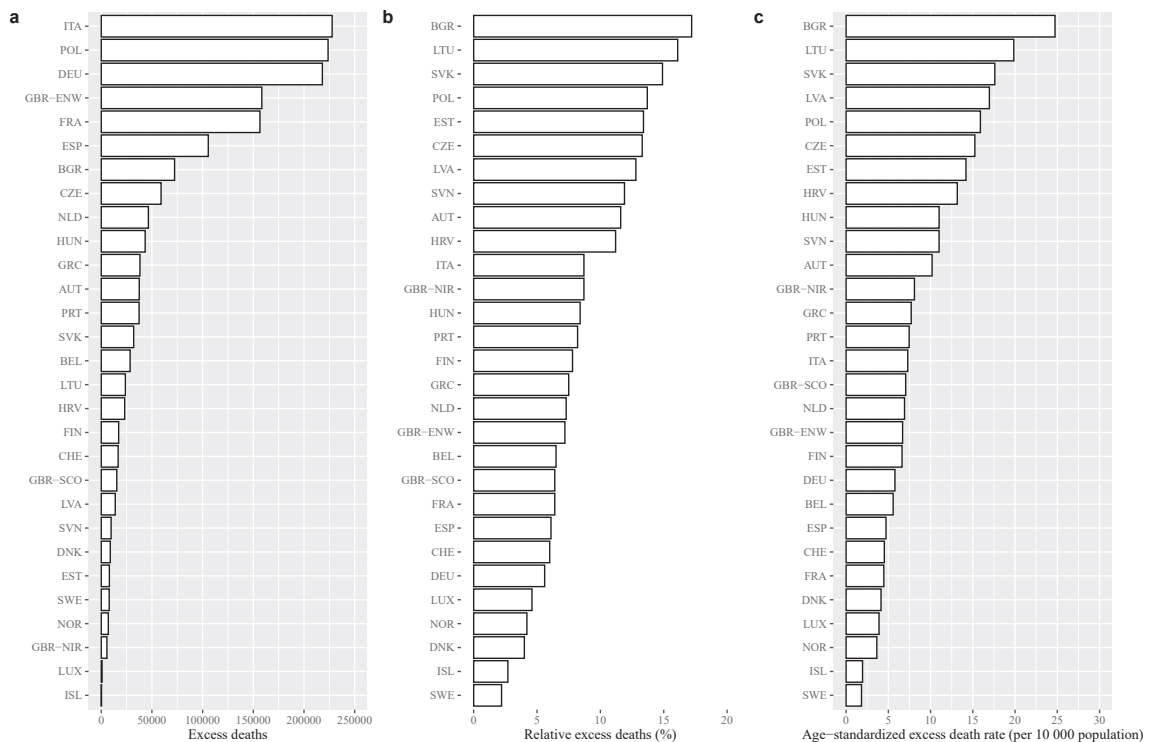 a
ITA
POL
DEU
GBR−ENW
FRA
ESP
BGR
CZE
NLD
HUN
GRC
AUT
PRT
SVK
BEL
LTU
HRV
FIN
CHE
GBR−SCO
LVA
SVN
DNK
EST
SWE
NOR
GBR−NIR
LUX
ISL
0 50000 100000 150000 200000 250000
Excess deaths
b
BGR
LTU
SVK
POL
EST
CZE
LVA
SVN
AUT
HRV
ITA
GBR−NIR
HUN
PRT
FIN
GRC
NLD
GBR−ENW
BEL
GBR−SCO
FRA
ESP
CHE
DEU
LUX
NOR
DNK
ISL
SWE
0 5 10 15 20
Relative excess deaths (%)
c
BGR
LTU
SVK
LVA
POL
CZE
EST
HRV
HUN
SVN
AUT
GBR−NIR
GRC
PRT
ITA
GBR−SCO
NLD
GBR−ENW
FIN
DEU
BEL
ESP
CHE
FRA
DNK
LUX
NOR
ISL
SWE
0 5 10 15 20 25 30
Age−standardized excess death rate (per 10 000 population)